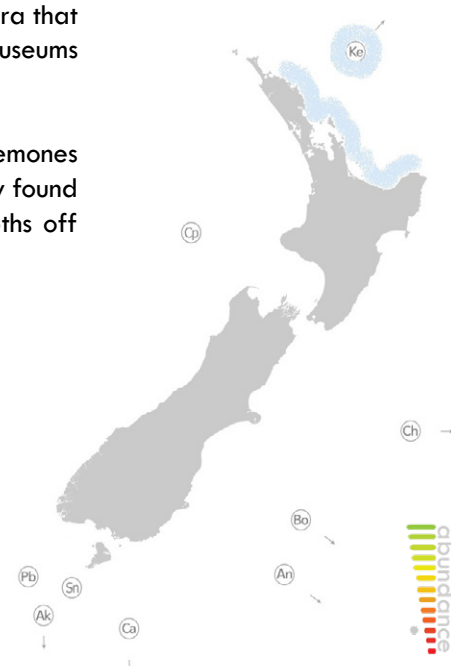 ra that
useums
emones
y found
ths off
Ke
Cp
Ch
Bo
An
Pb
Sn
Ak
Ca
abundance